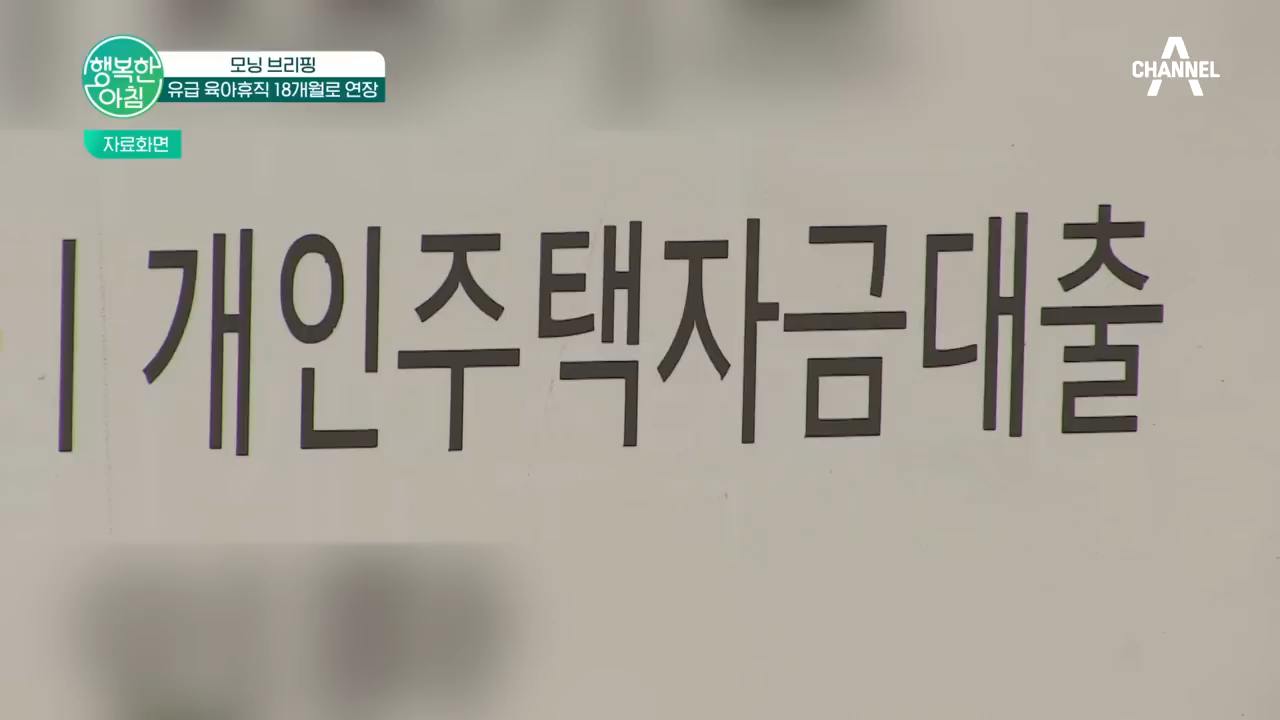 행복한
아침
모닝 브리핑
유급 육아휴직 18개월로 연장
CHANNEL A
자료화면
개인주택자금대출